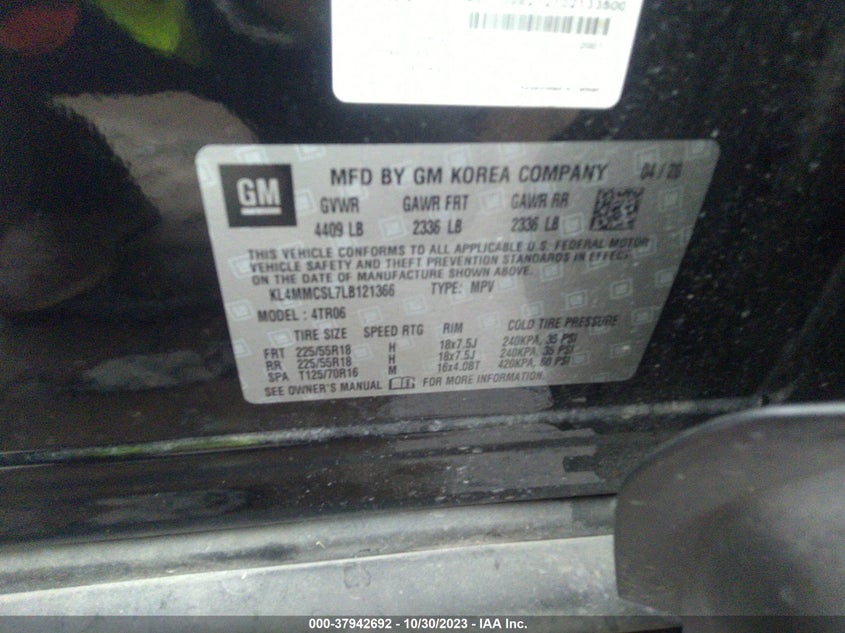 GM
MFD BY GM KOREA COMPANY 04/20
GVWR GAWR FRT GAWR RR
4409 LB 2336 LB 2336 LB
THIS VEHICLE CONFORMS TO ALL APPLICABLE U.S. FEDERAL MOTOR
VEHICLE SAFETY AND THEFT PREVENTION STANDARDS IN EFFECT
ON THE DATE OF MANUFACTURE SHOWN ABOVE.
KL4MMCSL7LB121366 TYPE: MPV
MODEL: 4TR06
TIRE SIZE SPEED RTG RIM COLD TIRE PRESSURE
FRT 225/55R18 H 18x7.5J 240KPA, 35 PSI
RR 225/55R18 H 18x7.5J 240KPA, 35 PSI
SPA T125/70R16 M 16x4.0BT 420KPA, 60 PSI
SEE OWNER'S MANUAL FOR MORE INFORMATION.
000-37942692 - 10/30/2023 - IAA Inc.